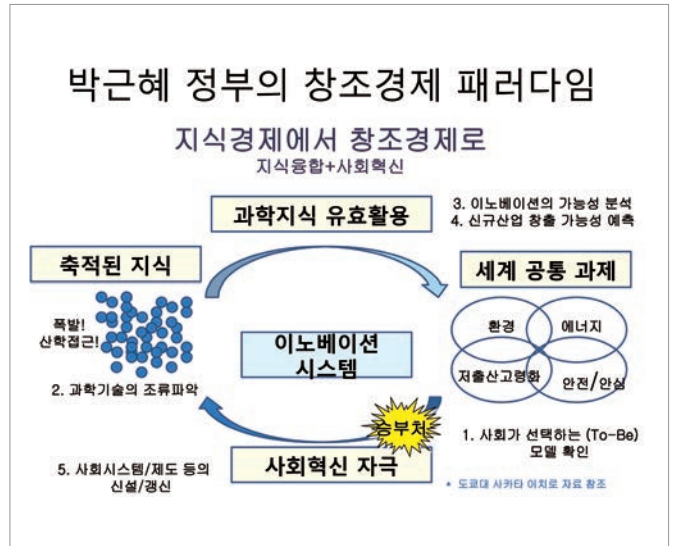 박근혜 정부의 창조경제 패러다임
지식경제에서 창조경제로
지식융합+사회혁신
과학지식 유효활용
3. 이노베이션의 가능성 분석
4. 신규산업 창출 가능성 예측
축적된 지식
세계 공통 과제
폭발!
산학접근!
이노베이션
시스템
환경
에너지
저출산고령화
안전/안심
2. 과학기술의 조류파악
승부처
1. 사회가 선택하는 (To-Be)
모델 확인
사회혁신 자극
5. 사회시스템/제도 등의
신설/갱신
* 도쿄대 사카타 이치로 자료 참조